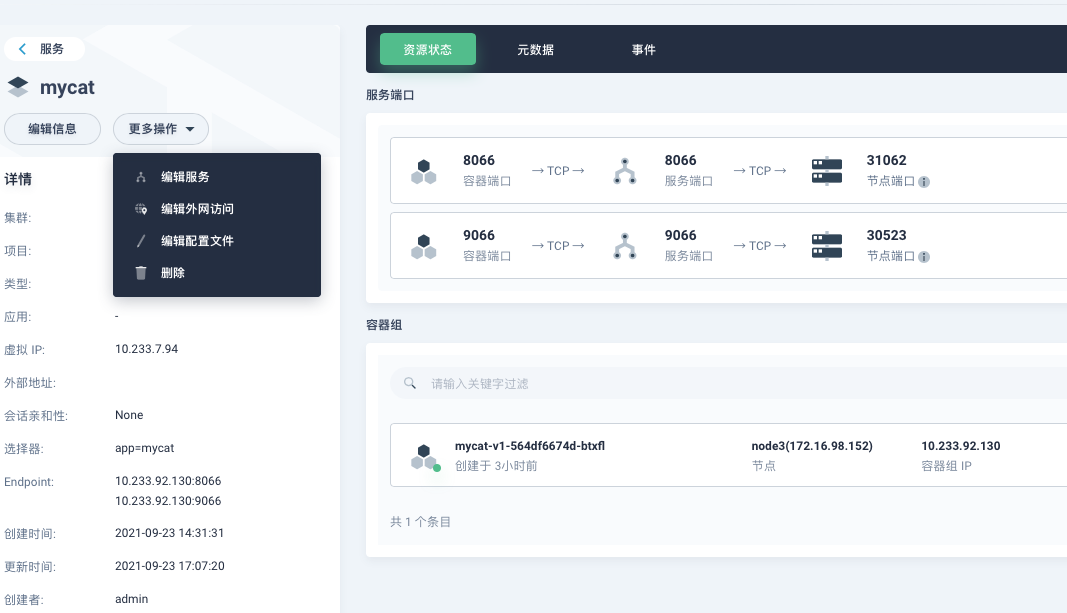 服务
mycat
编辑信息
更多操作
编辑服务
编辑外网访问
编辑配置文件
删除
详情
集群:
项目:
类型:
应用: -
虚拟 IP: 10.233.7.94
外部地址:
会话亲和性: None
选择器: app=mycat
Endpoint: 10.233.92.130:8066
10.233.92.130:9066
创建时间: 2021-09-23 14:31:31
更新时间: 2021-09-23 17:07:20
创建者: admin
资源状态 元数据 事件
服务端口
8066 → TCP → 8066 → TCP → 31062
容器端口 服务端口 节点端口
9066 → TCP → 9066 → TCP → 30523
容器端口 服务端口 节点端口
容器组
请输入关键字过滤
mycat-v1-564df6674d-btxfl node3(172.16.98.152) 10.233.92.130
创建于 3小时前 节点 容器组 IP
共 1 个条目